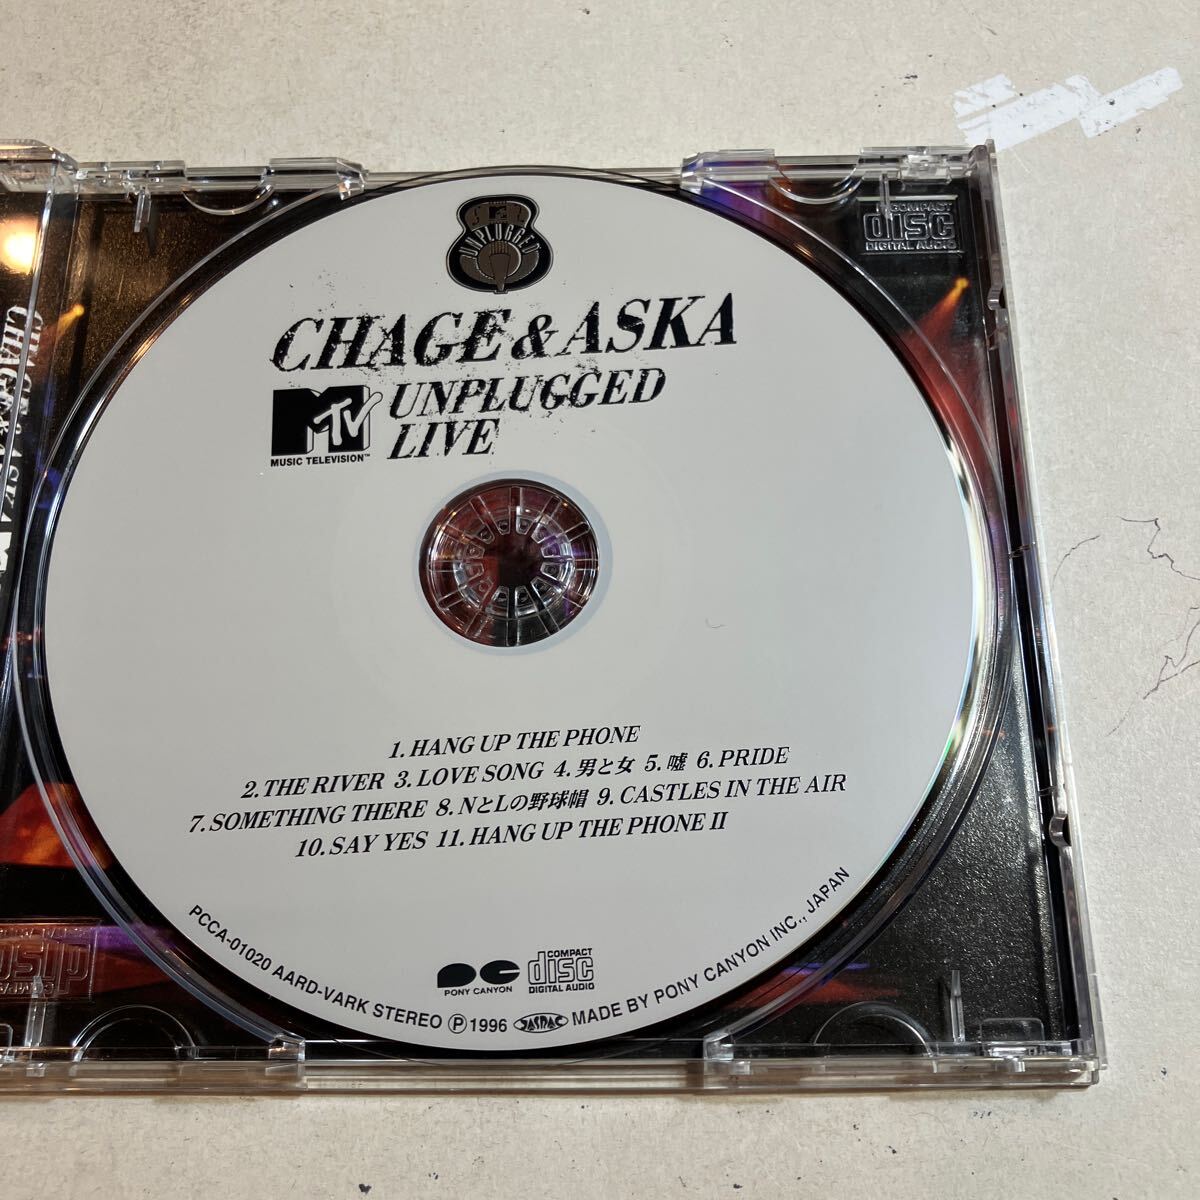 UNPLUGGED
CHAGE & ASKA
MTV UNPLUGGED
LIVE
MUSIC TELEVISION™
1. HANG UP THE PHONE
2. THE RIVER 3. LOVE SONG 4. 男と女 5. 嘘 6. PRIDE
7. SOMETHING THERE 8. NとLの野球帽 9. CASTLES IN THE AIR
10. SAY YES 11. HANG UP THE PHONE II
PCCA-01020 AARD-VARK STEREO Ⓟ 1996 JASRAC MADE BY PONY CANYON INC., JAPAN
PONY CANYON
COMPACT
disc
DIGITAL AUDIO
COMPACT
disc
DIGITAL AUDIO
CHAGE & ASKA